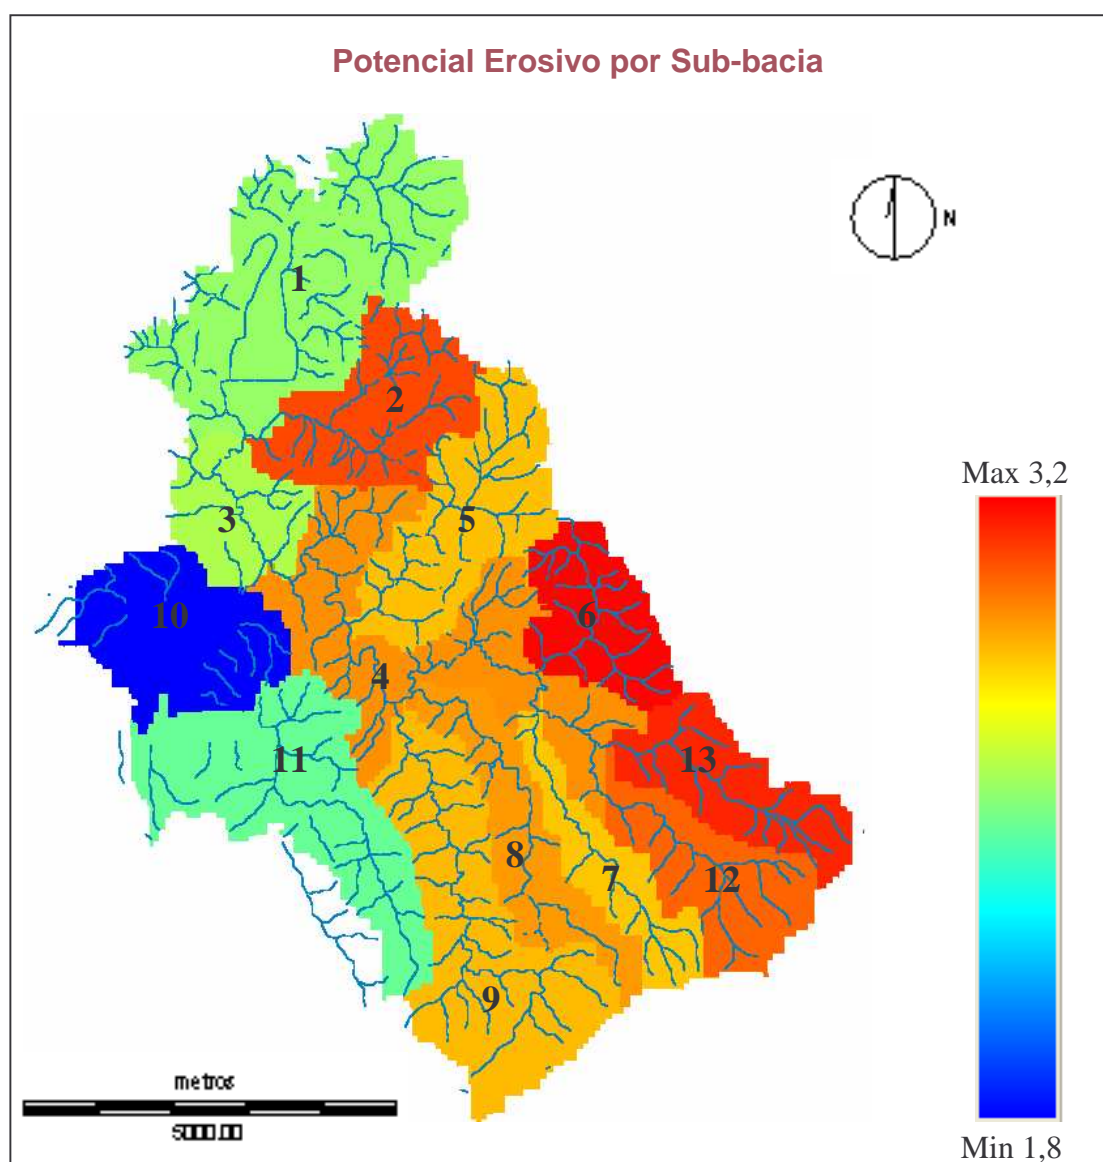 Potencial Erosivo por Sub-bacia
N
1
2
Max 3,2
3
5
10
6
4
11
13
8
7
12
9
metros
5000.00
Min 1,8